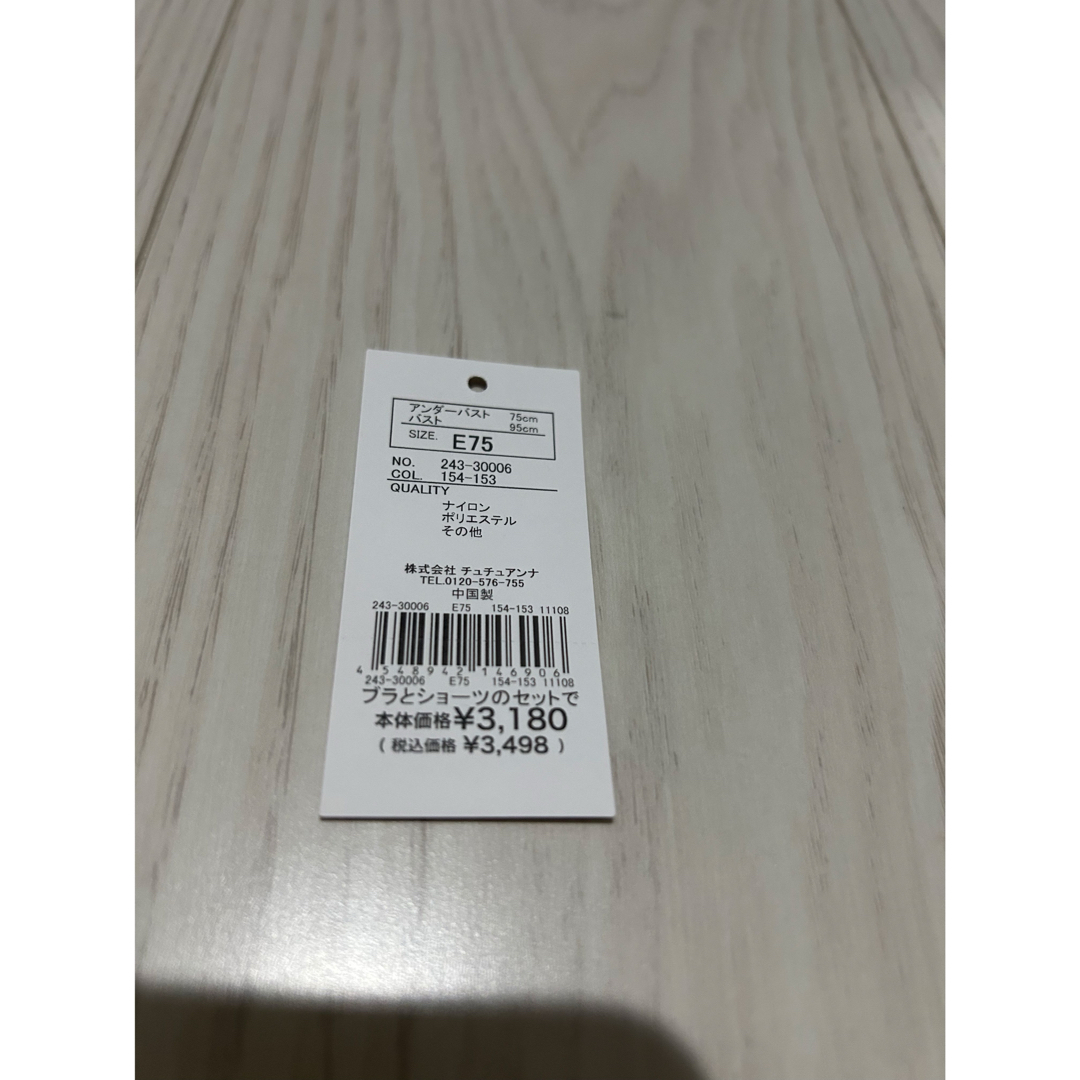 アンダーバスト 75cm
バスト 95cm
SIZE. E75
NO. 243-30006
COL. 154-153
QUALITY
ナイロン
ポリエステル
その他
株式会社 チュチュアンナ
TEL.0120-576-755
中国製
243-30006 E75 154-153 11108
4 548942 146906
243-30006 E75 154-153 11108
ブラとショーツのセットで
本体価格 ¥3,180
( 税込価格 ¥3,498 )